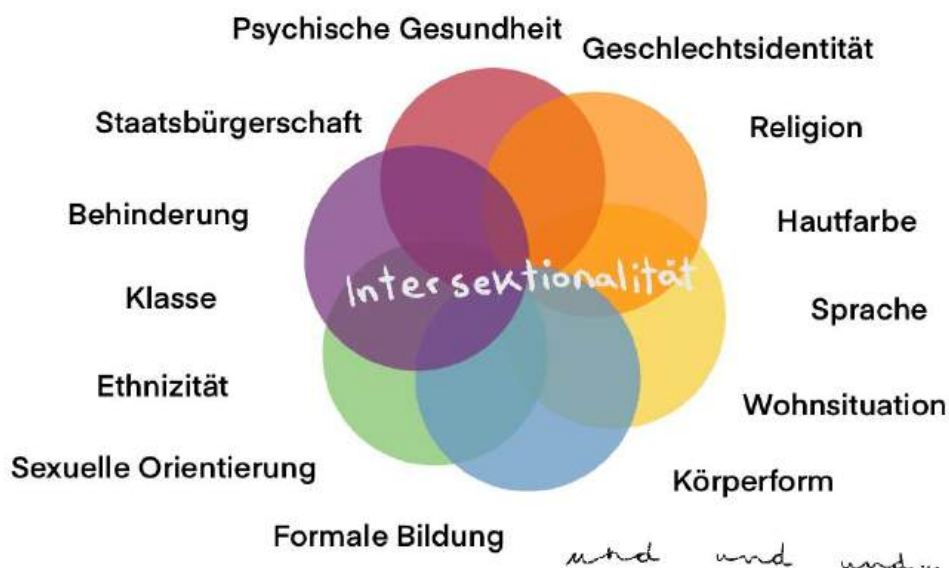 Psychische Gesundheit
Geschlechtsidentität
Staatsbürgerschaft
Religion
Behinderung
Hautfarbe
Intersektionalität
Klasse
Sprache
Ethnizität
Wohnsituation
Sexuelle Orientierung
Körperform
Formale Bildung
und und und...